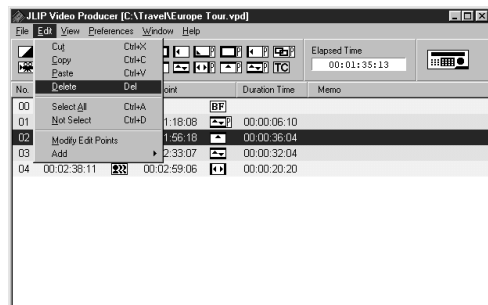 JLIP Video Producer [C:\Travel\Europe Tour.vpd]
File Edit View Preferences Window Help
Cut Ctrl+X
Copy Ctrl+C
Paste Ctrl+V
Delete Del
Select All Ctrl+A
Not Select Ctrl+D
Modify Edit Points
Add
P P P P
P P P TC
Elapsed Time
00:01:35:13
No. oint Duration Time Memo
00 BF
01 1:18:08 P 00:00:06:10
02 1:56:18 00:00:36:04
03 2:33:07 00:00:32:04
04 00:02:38:11 00:02:59:06 00:00:20:20